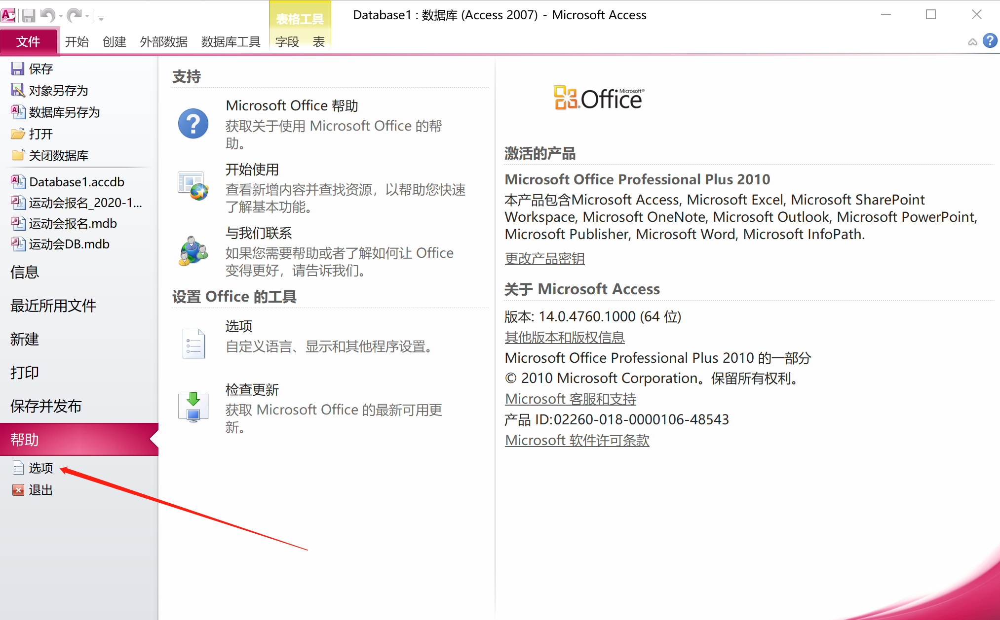 Database1 : 数据库 (Access 2007) - Microsoft Access
表格工具
文件 开始 创建 外部数据 数据库工具 字段 表
保存
对象另存为
数据库另存为
打开
关闭数据库
Database1.accdb
运动会报名_2020-1...
运动会报名.mdb
运动会DB.mdb
信息
最近所用文件
新建
打印
保存并发布
帮助
选项
退出
支持
Microsoft Office 帮助
获取关于使用 Microsoft Office 的帮
助。
开始使用
查看新增内容并查找资源，以帮助您快速
了解基本功能。
与我们联系
如果您需要帮助或者了解如何让 Office
变得更好，请告诉我们。
设置 Office 的工具
选项
自定义语言、显示和其他程序设置。
检查更新
获取 Microsoft Office 的最新可用更
新。
Microsoft®
Office
激活的产品
Microsoft Office Professional Plus 2010
本产品包含Microsoft Access, Microsoft Excel, Microsoft SharePoint
Workspace, Microsoft OneNote, Microsoft Outlook, Microsoft PowerPoint,
Microsoft Publisher, Microsoft Word, Microsoft InfoPath.
更改产品密钥
关于 Microsoft Access
版本: 14.0.4760.1000 (64 位)
其他版本和版权信息
Microsoft Office Professional Plus 2010 的一部分
© 2010 Microsoft Corporation。保留所有权利。
Microsoft 客服和支持
产品 ID:02260-018-0000106-48543
Microsoft 软件许可条款